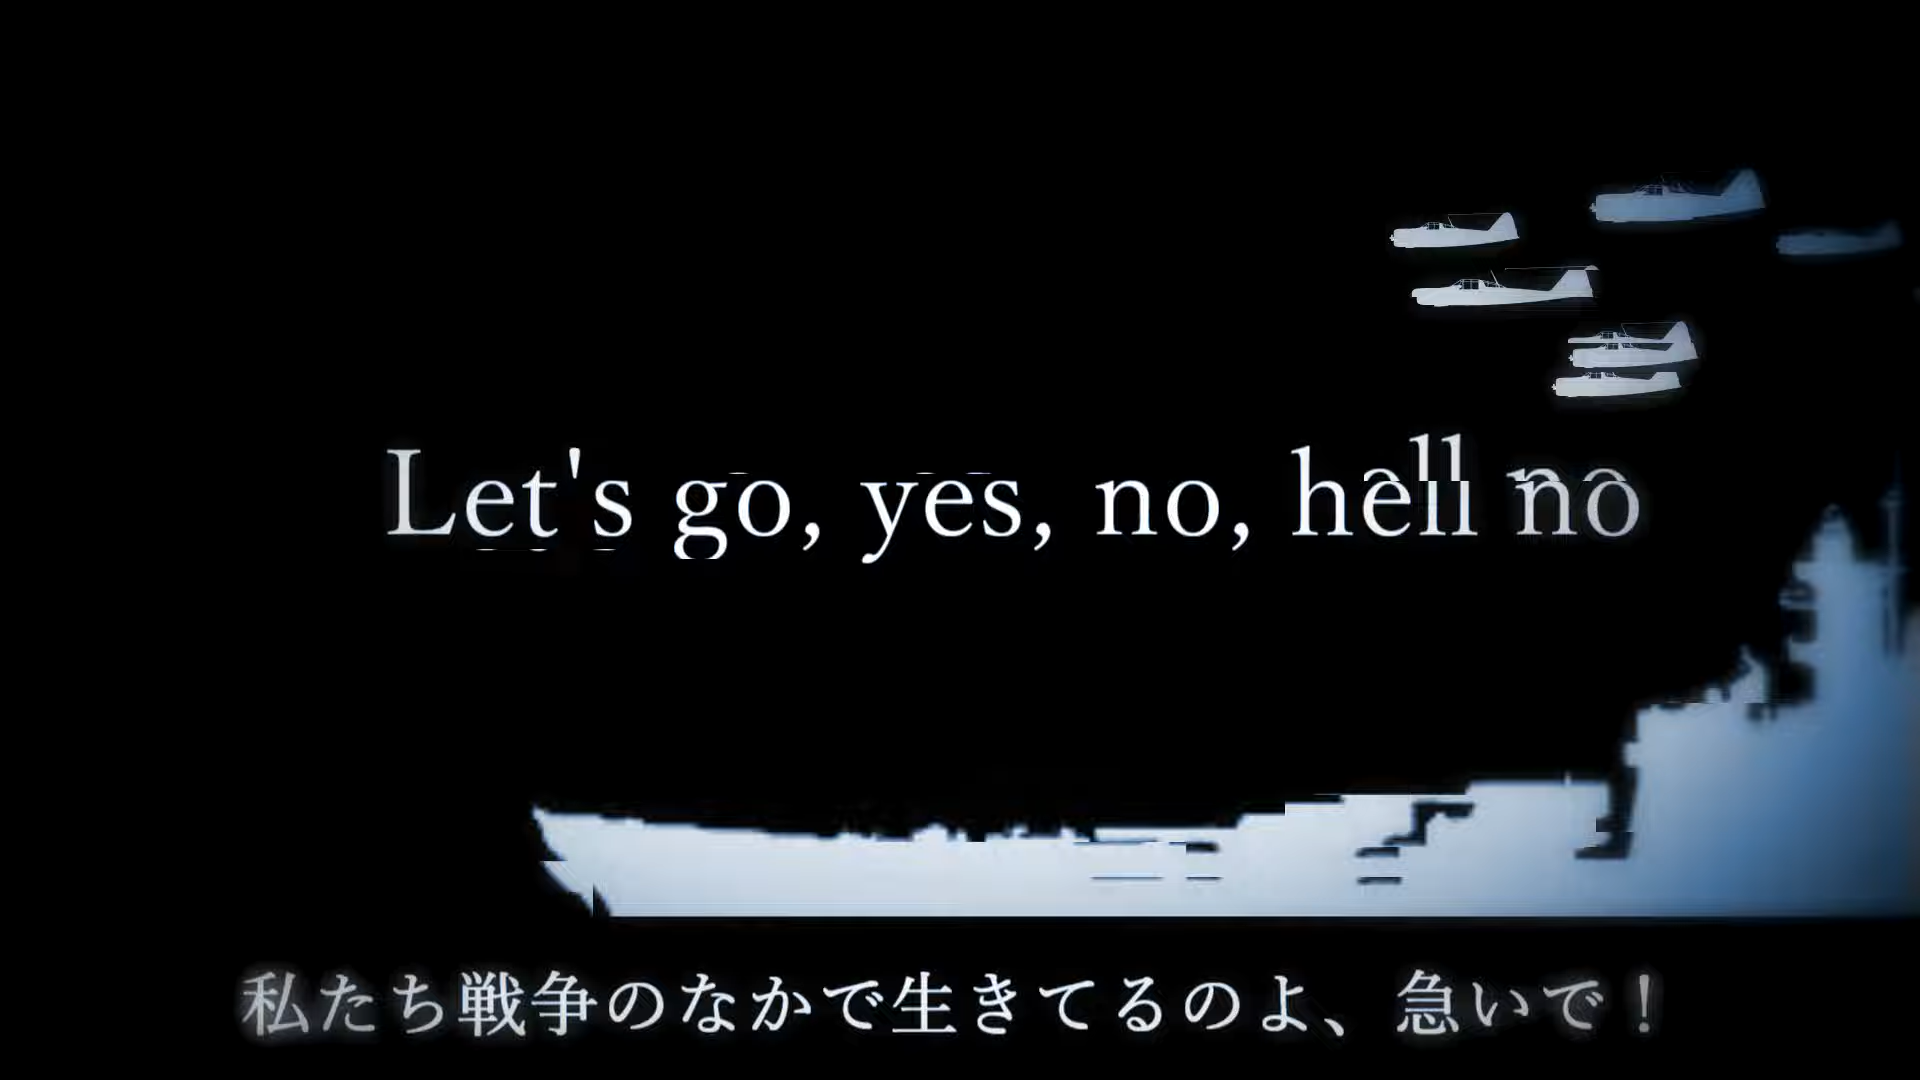 Let's go, yes, no, hell no
私たち戦争のなかで生きてるのよ、急いで！